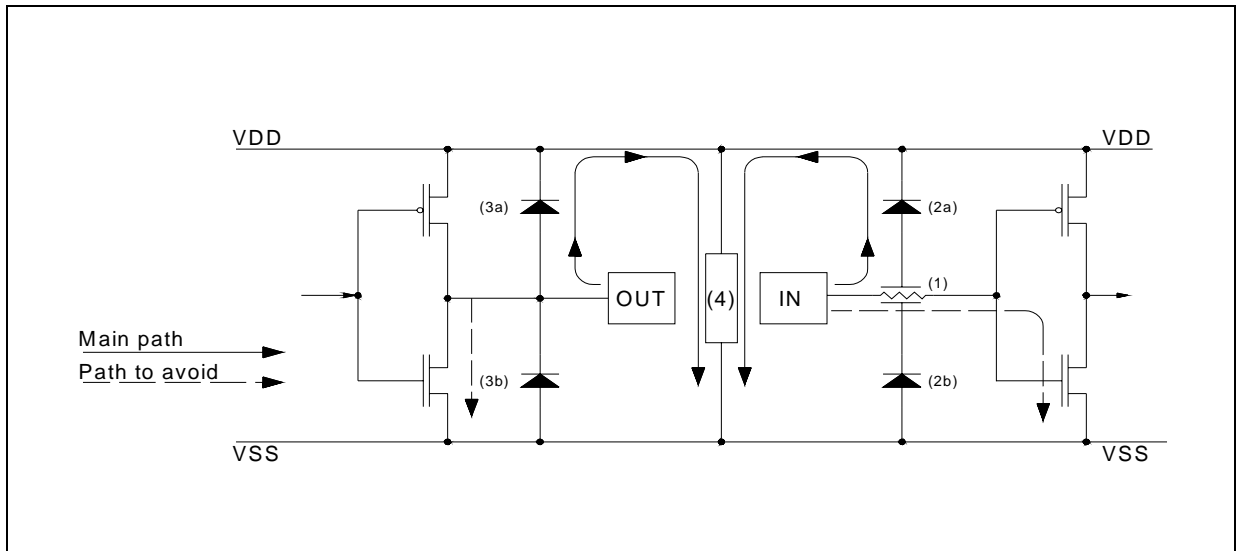 VDD
VDD
(3a)
(2a)
(1)
OUT
(4)
IN
Main path
Path to avoid
(3b)
(2b)
VSS
VSS